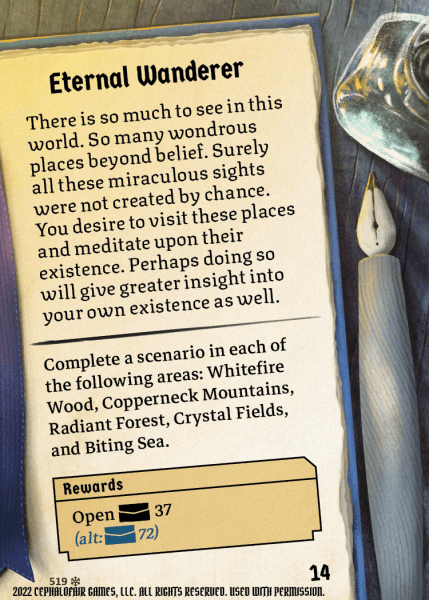 Eternal Wanderer
There is so much to see in this
world. So many wondrous
places beyond belief. Surely
all these miraculous sights
were not created by chance.
You desire to visit these places
and meditate upon their
existence. Perhaps doing so
will give greater insight into
your own existence as well.
Complete a scenario in each of
the following areas: Whitefire
Wood, Copperneck Mountains,
Radiant Forest, Crystal Fields,
and Biting Sea.
Rewards
Open 37
(alt: 72)
14
519
2022 CEPHALOFAIR GAMES, LLC. ALL RIGHTS RESERVED. USED WITH PERMISSION.